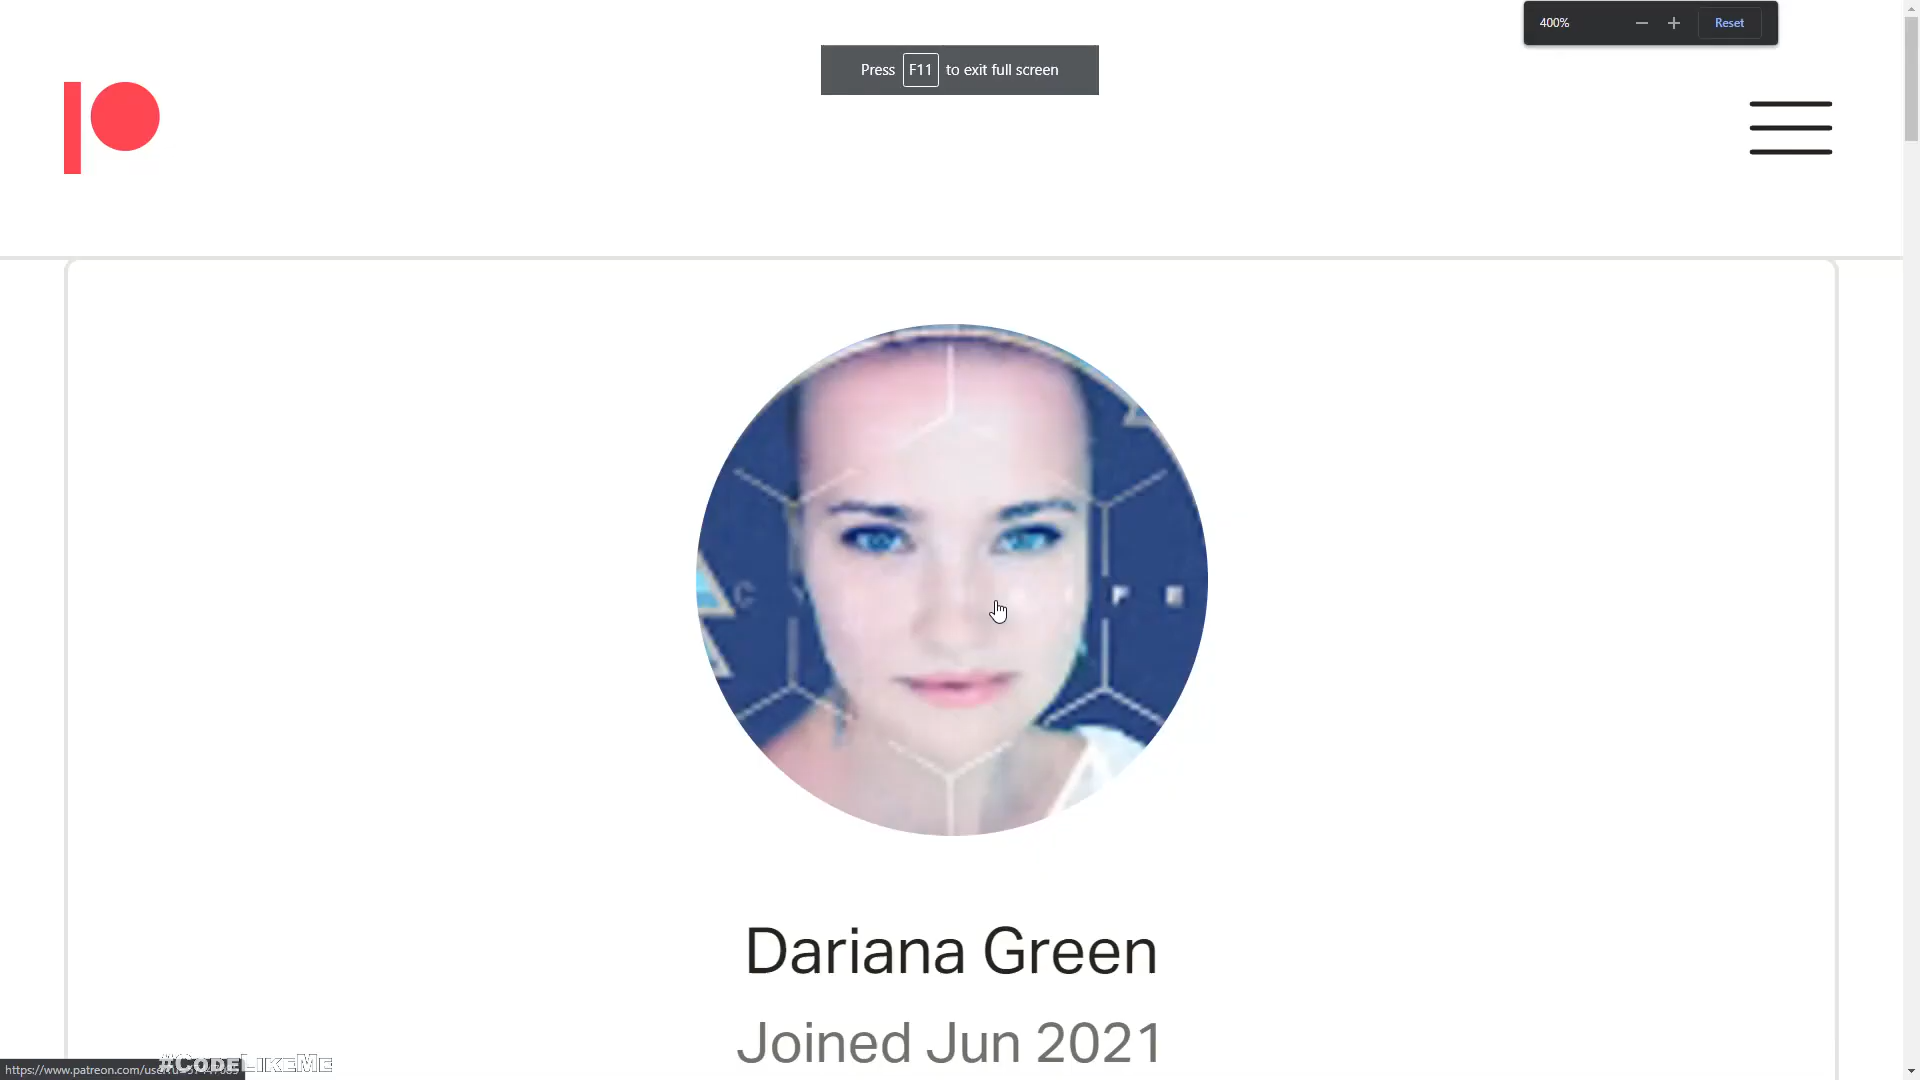 400%
Reset
Press F11 to exit full screen
P E
Dariana Green
Joined Jun 2021
#CodeLikeMe